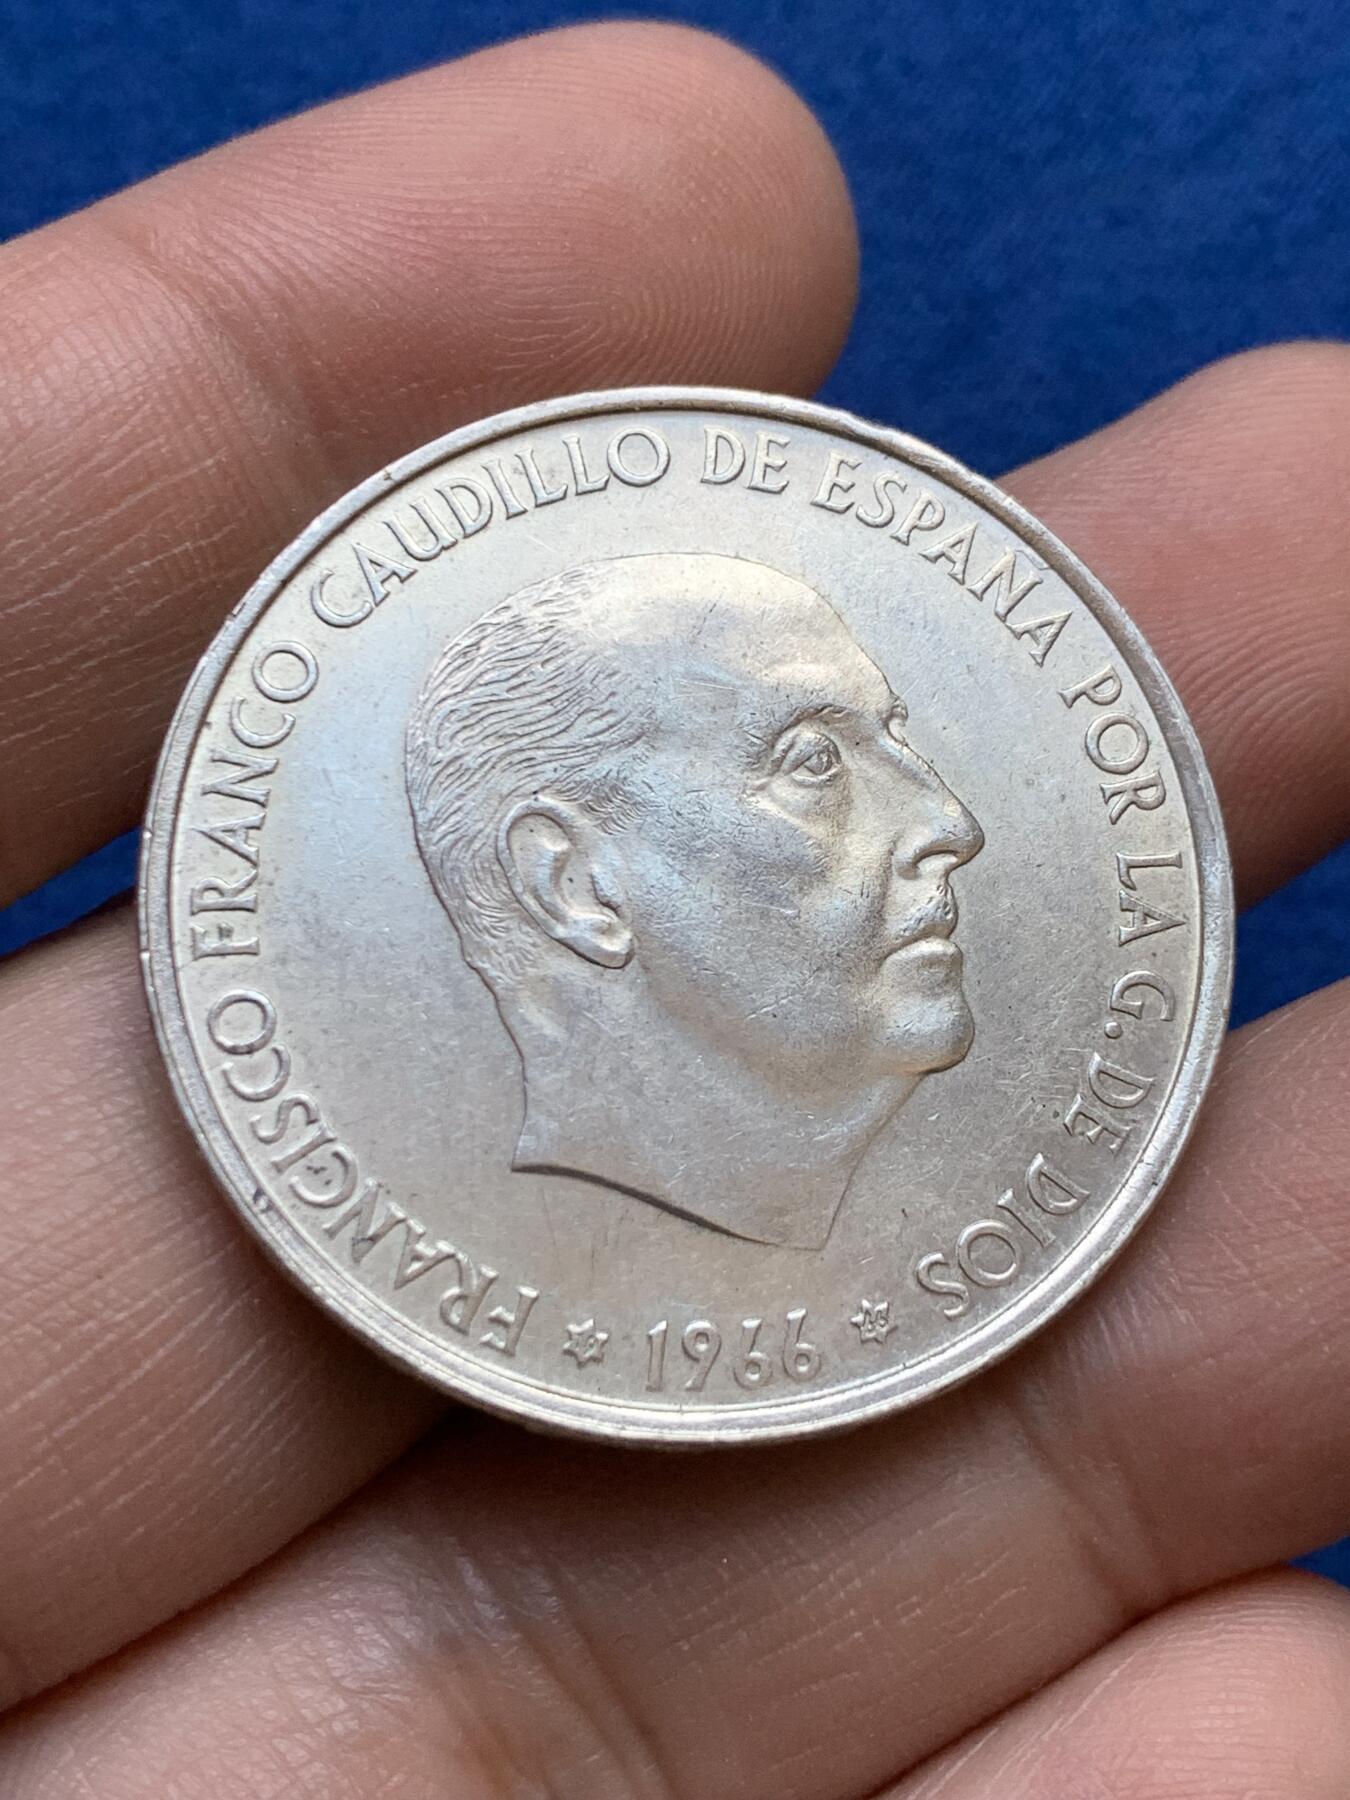 FRANCISCO FRANCO CAUDILLO DE ESPAÑA POR LA G. DE DIOS
1966